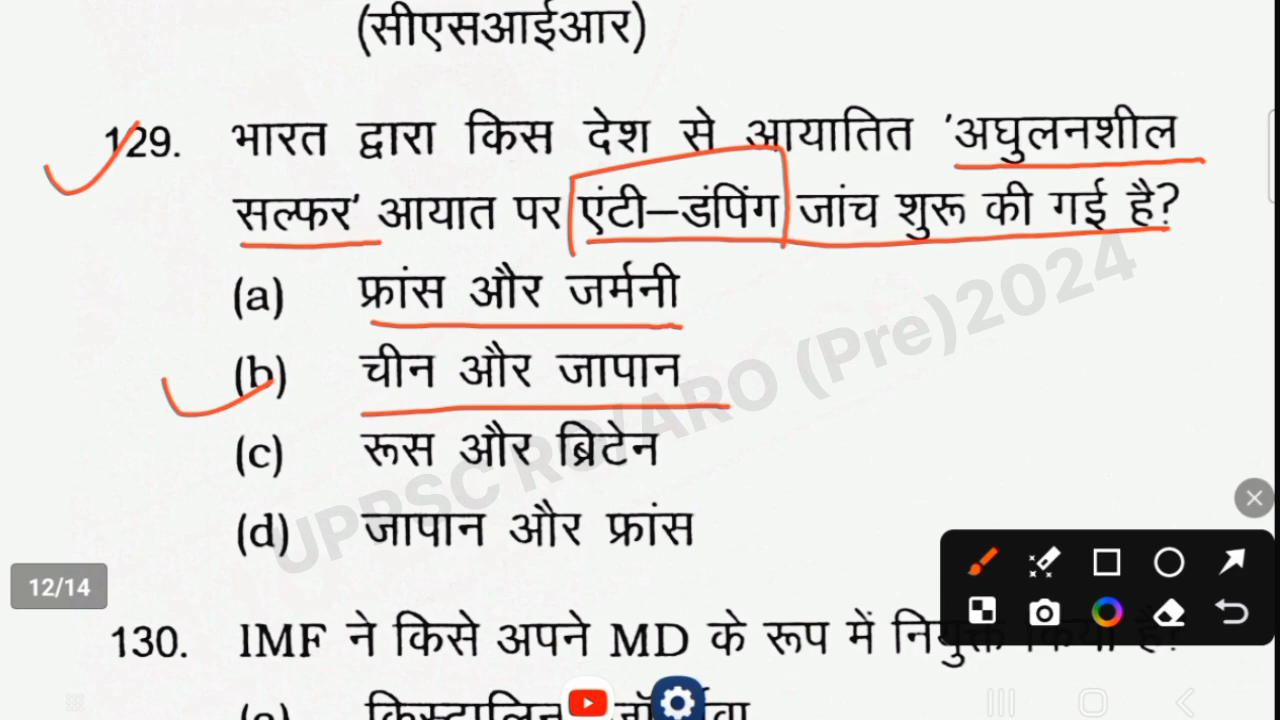 (सीएसआईआर)
129. भारत द्वारा किस देश से आयातित 'अघुलनशील
सल्फर' आयात पर एंटी–डंपिंग जांच शुरू की गई है?
(a) फ्रांस और जर्मनी
(b) चीन और जापान
(c) रूस और ब्रिटेन
(d) जापान और फ्रांस
UPPSC RO/ARO (Pre)2024
12/14
130. IMF ने किसे अपने MD के रूप में नियुक्त किया है?